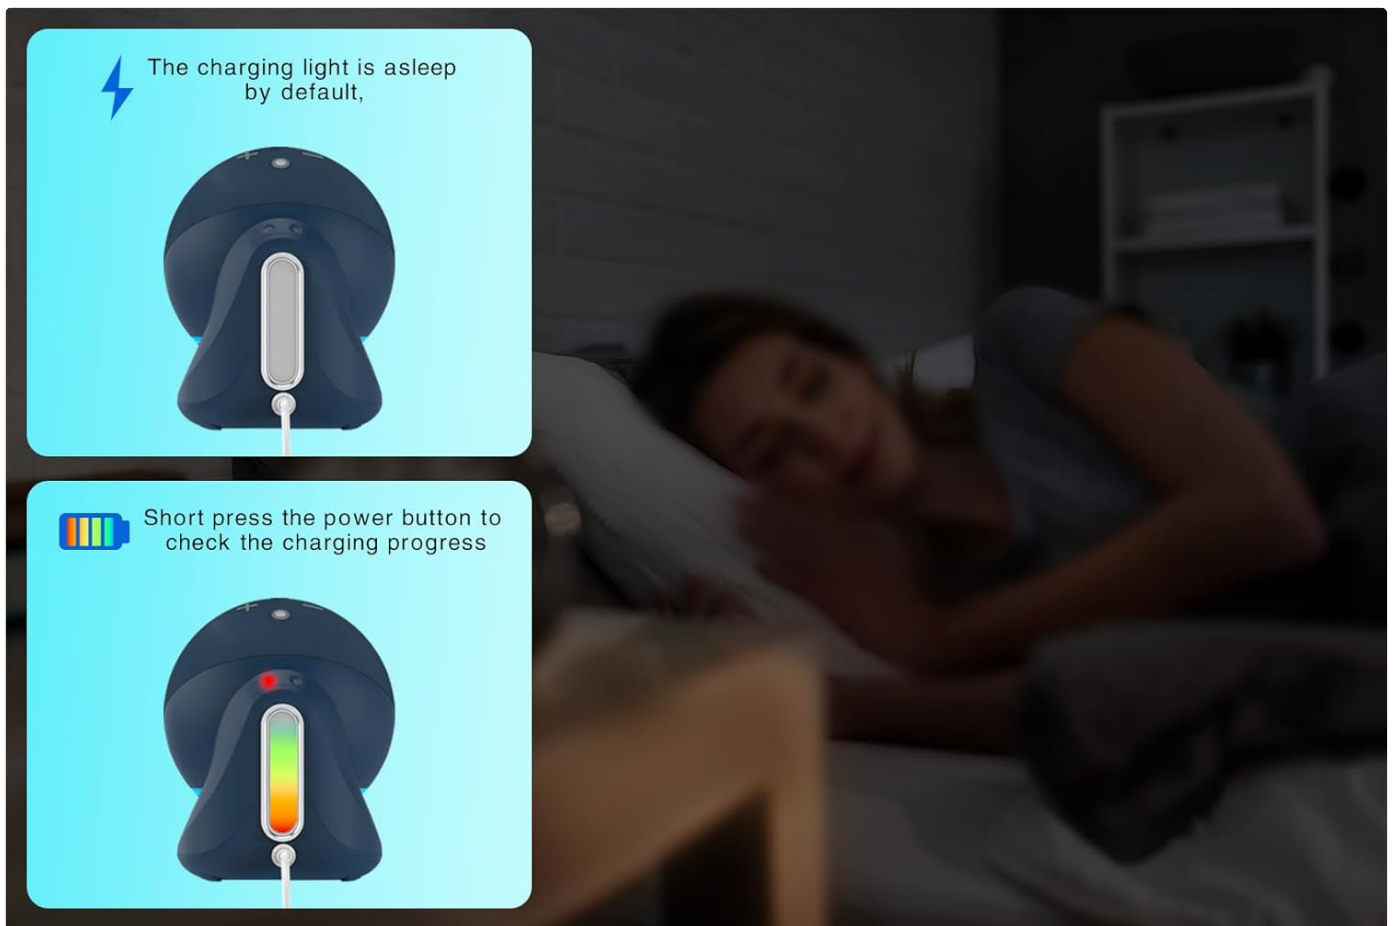 The charging light is asleep
by default,
Short press the power button to
check the charging progress